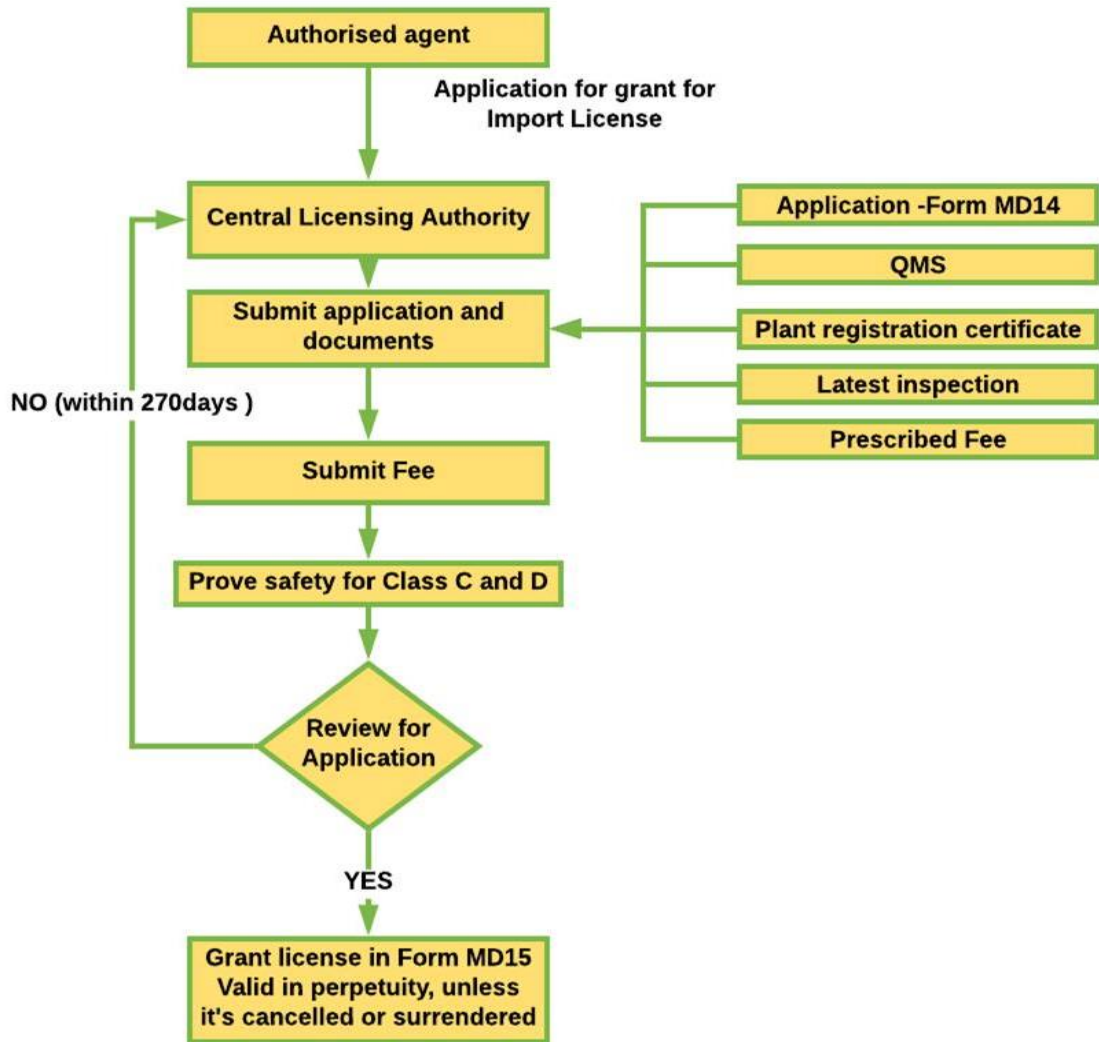 Authorised agent
Application for grant for
Import License
Central Licensing Authority
Submit application and
documents
Application -Form MD14
QMS
Plant registration certificate
Latest inspection
Prescribed Fee
NO (within 270days )
Submit Fee
Prove safety for Class C and D
Review for
Application
YES
Grant license in Form MD15
Valid in perpetuity, unless
it's cancelled or surrendered